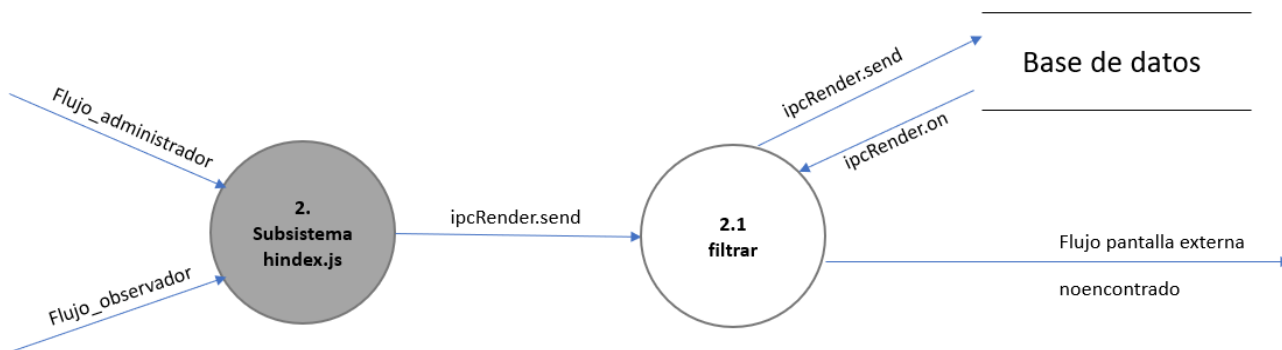 Base de datos
ipcRender.send
ipcRender.on
Flujo_administrador
2.
Subsistema
hindex.js
ipcRender.send
2.1
filtrar
Flujo pantalla externa
noencontrado
Flujo_observador